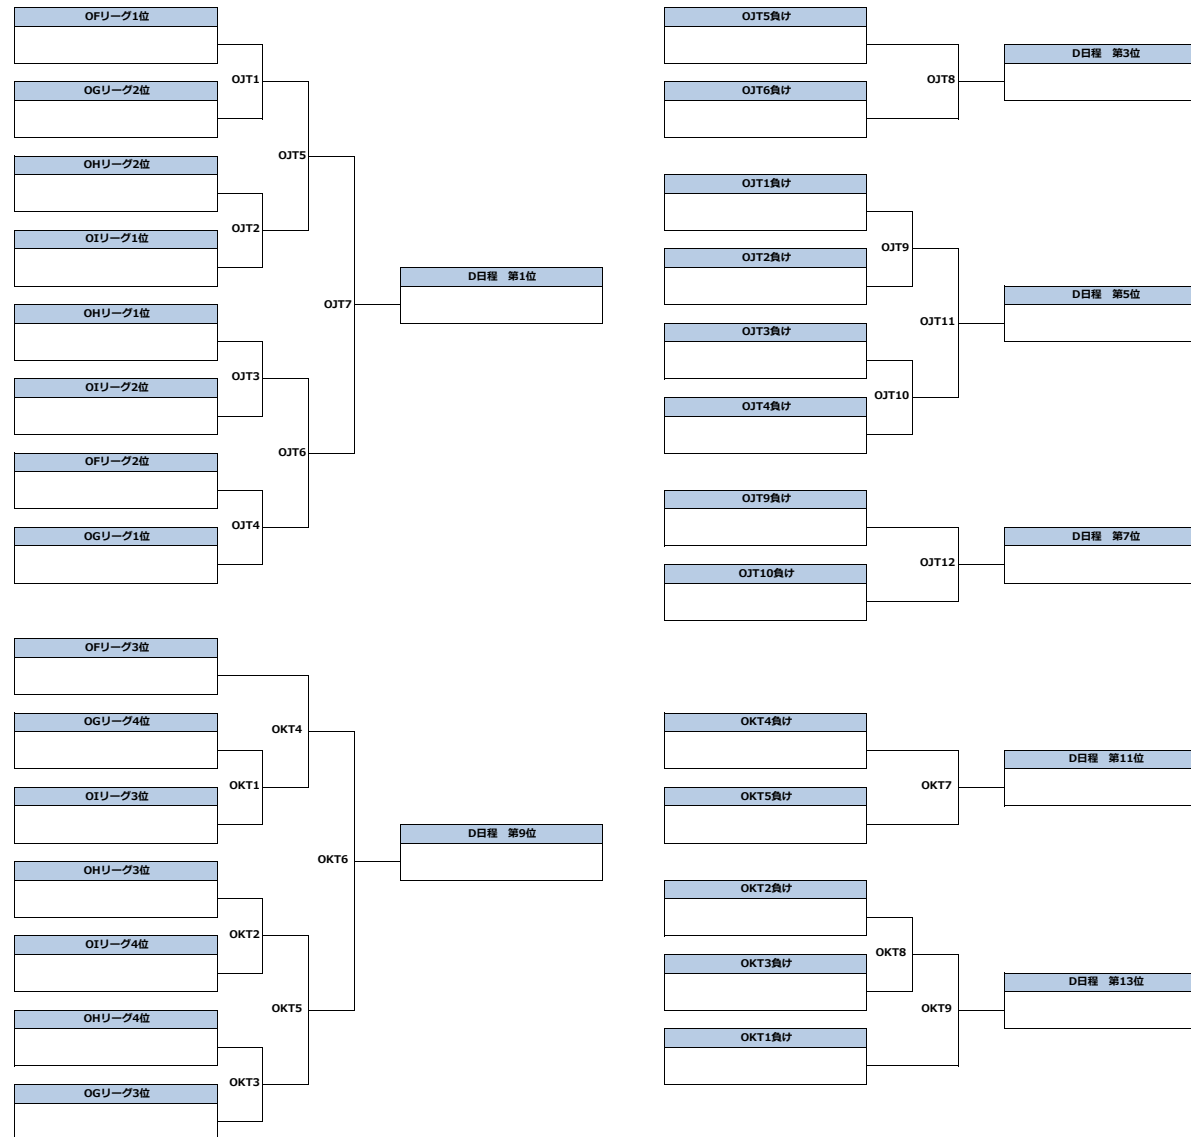 OFリーグ1位
OJT1
OGリーグ2位
OJT5
OHリーグ2位
OJT2
OIリーグ1位
D日程　第1位
OJT7
OHリーグ1位
OJT3
OIリーグ2位
OJT6
OFリーグ2位
OJT4
OGリーグ1位
OJT5負け
D日程　第3位
OJT8
OJT6負け
OJT1負け
OJT9
OJT2負け
D日程　第5位
OJT11
OJT3負け
OJT10
OJT4負け
OJT9負け
D日程　第7位
OJT12
OJT10負け
OFリーグ3位
OKT4
OGリーグ4位
OKT1
OIリーグ3位
D日程　第9位
OKT6
OHリーグ3位
OKT2
OIリーグ4位
OKT5
OHリーグ4位
OKT3
OGリーグ3位
OKT4負け
D日程　第11位
OKT7
OKT5負け
OKT2負け
OKT8
OKT3負け
D日程　第13位
OKT9
OKT1負け